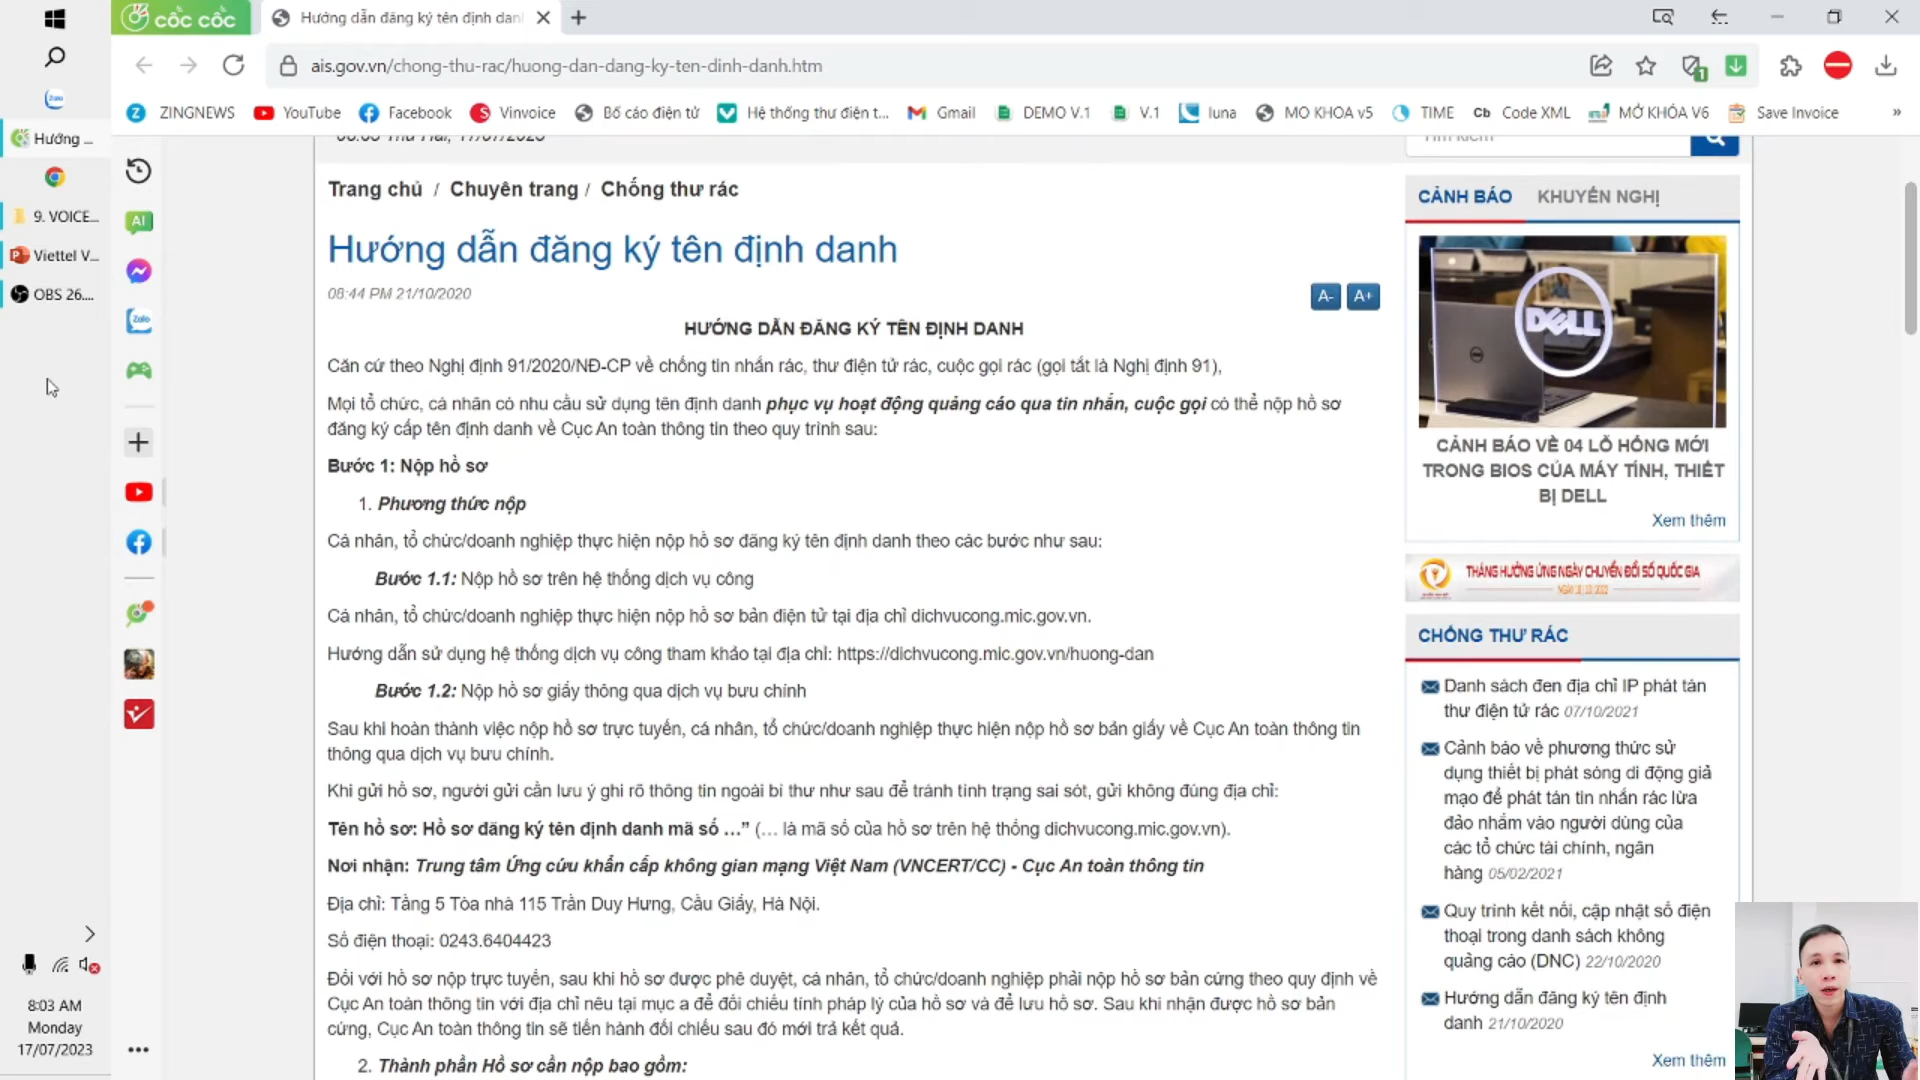 cốc cốc
Hướng dẫn đăng ký tên định dan
ais.gov.vn/chong-thu-rac/huong-dan-dang-ky-ten-dinh-danh.htm
ZINGNEWS YouTube Facebook Vinvoice Bố cáo điện tử Hệ thống thư điện t... Gmail DEMO V.1 V.1 luna MO KHOA v5 TIME Cb Code XML MỞ KHÓA V6 Save Invoice »
Hướng ...
9. VOICE...
Viettel V...
OBS 26....
8:03 AM
Monday
17/07/2023
AI
Zalo
Trang chủ / Chuyên trang / Chống thư rác
Hướng dẫn đăng ký tên định danh
08:44 PM 21/10/2020
A- A+
HƯỚNG DẪN ĐĂNG KÝ TÊN ĐỊNH DANH
Căn cứ theo Nghị định 91/2020/NĐ-CP về chống tin nhắn rác, thư điện tử rác, cuộc gọi rác (gọi tắt là Nghị định 91),
Mọi tổ chức, cá nhân có nhu cầu sử dụng tên định danh phục vụ hoạt động quảng cáo qua tin nhắn, cuộc gọi có thể nộp hồ sơ
đăng ký cấp tên định danh về Cục An toàn thông tin theo quy trình sau:
Bước 1: Nộp hồ sơ
1. Phương thức nộp
Cá nhân, tổ chức/doanh nghiệp thực hiện nộp hồ sơ đăng ký tên định danh theo các bước như sau:
Bước 1.1: Nộp hồ sơ trên hệ thống dịch vụ công
Cá nhân, tổ chức/doanh nghiệp thực hiện nộp hồ sơ bản điện tử tại địa chỉ dichvucong.mic.gov.vn.
Hướng dẫn sử dụng hệ thống dịch vụ công tham khảo tại địa chỉ: https://dichvucong.mic.gov.vn/huong-dan
Bước 1.2: Nộp hồ sơ giấy thông qua dịch vụ bưu chính
Sau khi hoàn thành việc nộp hồ sơ trực tuyến, cá nhân, tổ chức/doanh nghiệp thực hiện nộp hồ sơ bản giấy về Cục An toàn thông tin
thông qua dịch vụ bưu chính.
Khi gửi hồ sơ, người gửi cần lưu ý ghi rõ thông tin ngoài bì thư như sau để tránh tình trạng sai sót, gửi không đúng địa chỉ:
Tên hồ sơ: Hồ sơ đăng ký tên định danh mã số ..." (... là mã số của hồ sơ trên hệ thống dichvucong.mic.gov.vn).
Nơi nhận: Trung tâm Ứng cứu khẩn cấp không gian mạng Việt Nam (VNCERT/CC) - Cục An toàn thông tin
Địa chỉ: Tầng 5 Tòa nhà 115 Trần Duy Hưng, Cầu Giấy, Hà Nội.
Số điện thoại: 0243.6404423
Đối với hồ sơ nộp trực tuyến, sau khi hồ sơ được phê duyệt, cá nhân, tổ chức/doanh nghiệp phải nộp hồ sơ bản cứng theo quy định về
Cục An toàn thông tin với địa chỉ nêu tại mục a để đối chiếu tính pháp lý của hồ sơ và để lưu hồ sơ. Sau khi nhận được hồ sơ bản
cứng, Cục An toàn thông tin sẽ tiến hành đối chiếu sau đó mới trả kết quả.
2. Thành phần Hồ sơ cần nộp bao gồm:
CẢNH BÁO KHUYẾN NGHỊ
DELL
CẢNH BÁO VỀ 04 LỖ HỔNG MỚI
TRONG BIOS CỦA MÁY TÍNH, THIẾT
BỊ DELL
Xem thêm
THÁNG HƯỞNG ỨNG NGÀY CHUYỂN ĐỔI SỐ QUỐC GIA
CHỐNG THƯ RÁC
Danh sách đen địa chỉ IP phát tán
thư điện tử rác 07/10/2021
Cảnh báo về phương thức sử
dụng thiết bị phát sóng di động giả
mạo để phát tán tin nhắn rác lừa
đảo nhắm vào người dùng của
các tổ chức tài chính, ngân
hàng 05/02/2021
Quy trình kết nối, cập nhật số điện
thoại trong danh sách không
quảng cáo (DNC) 22/10/2020
Hướng dẫn đăng ký tên định
danh 21/10/2020
Xem thêm